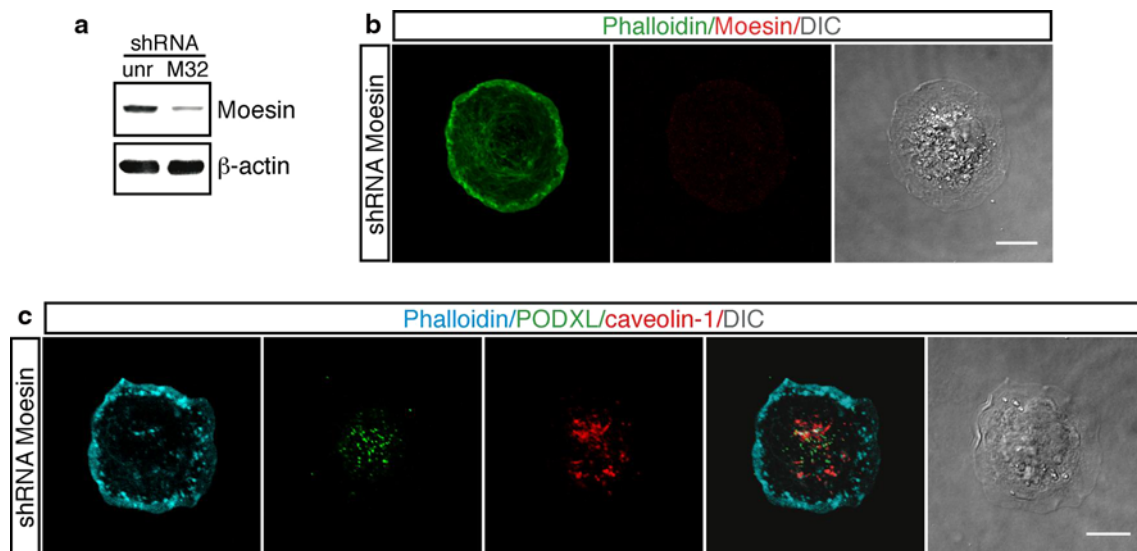 a
shRNA
unr M32
Moesin
β-actin
b
Phalloidin/Moesin/DIC
shRNA Moesin
c
Phalloidin/PODXL/caveolin-1/DIC
shRNA Moesin